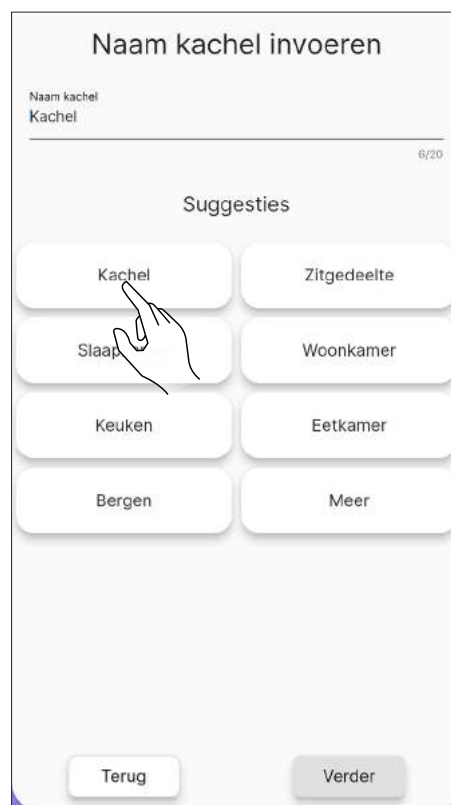 Naam kachel invoeren
Naam kachel
Kachel
6/20
Suggesties
Kachel Zitgedeelte
Woonkamer
Keuken Eetkamer
Bergen Meer
Terug Verder